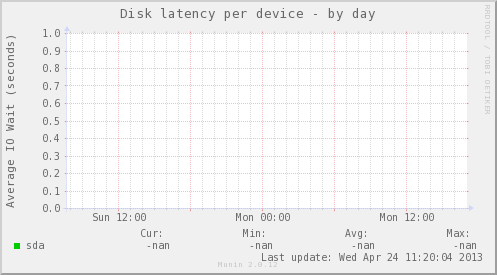 Disk latency per device - by day
RRDTOOL / TOBI OETIKER
Average IO Wait (seconds)
1.0
0.9
0.8
0.7
0.6
0.5
0.4
0.3
0.2
0.1
0.0
Sun 12:00 Mon 00:00 Mon 12:00
Cur: Min: Avg: Max:
sda -nan -nan -nan -nan
Last update: Wed Apr 24 11:20:04 2013
Munin 2.0.12